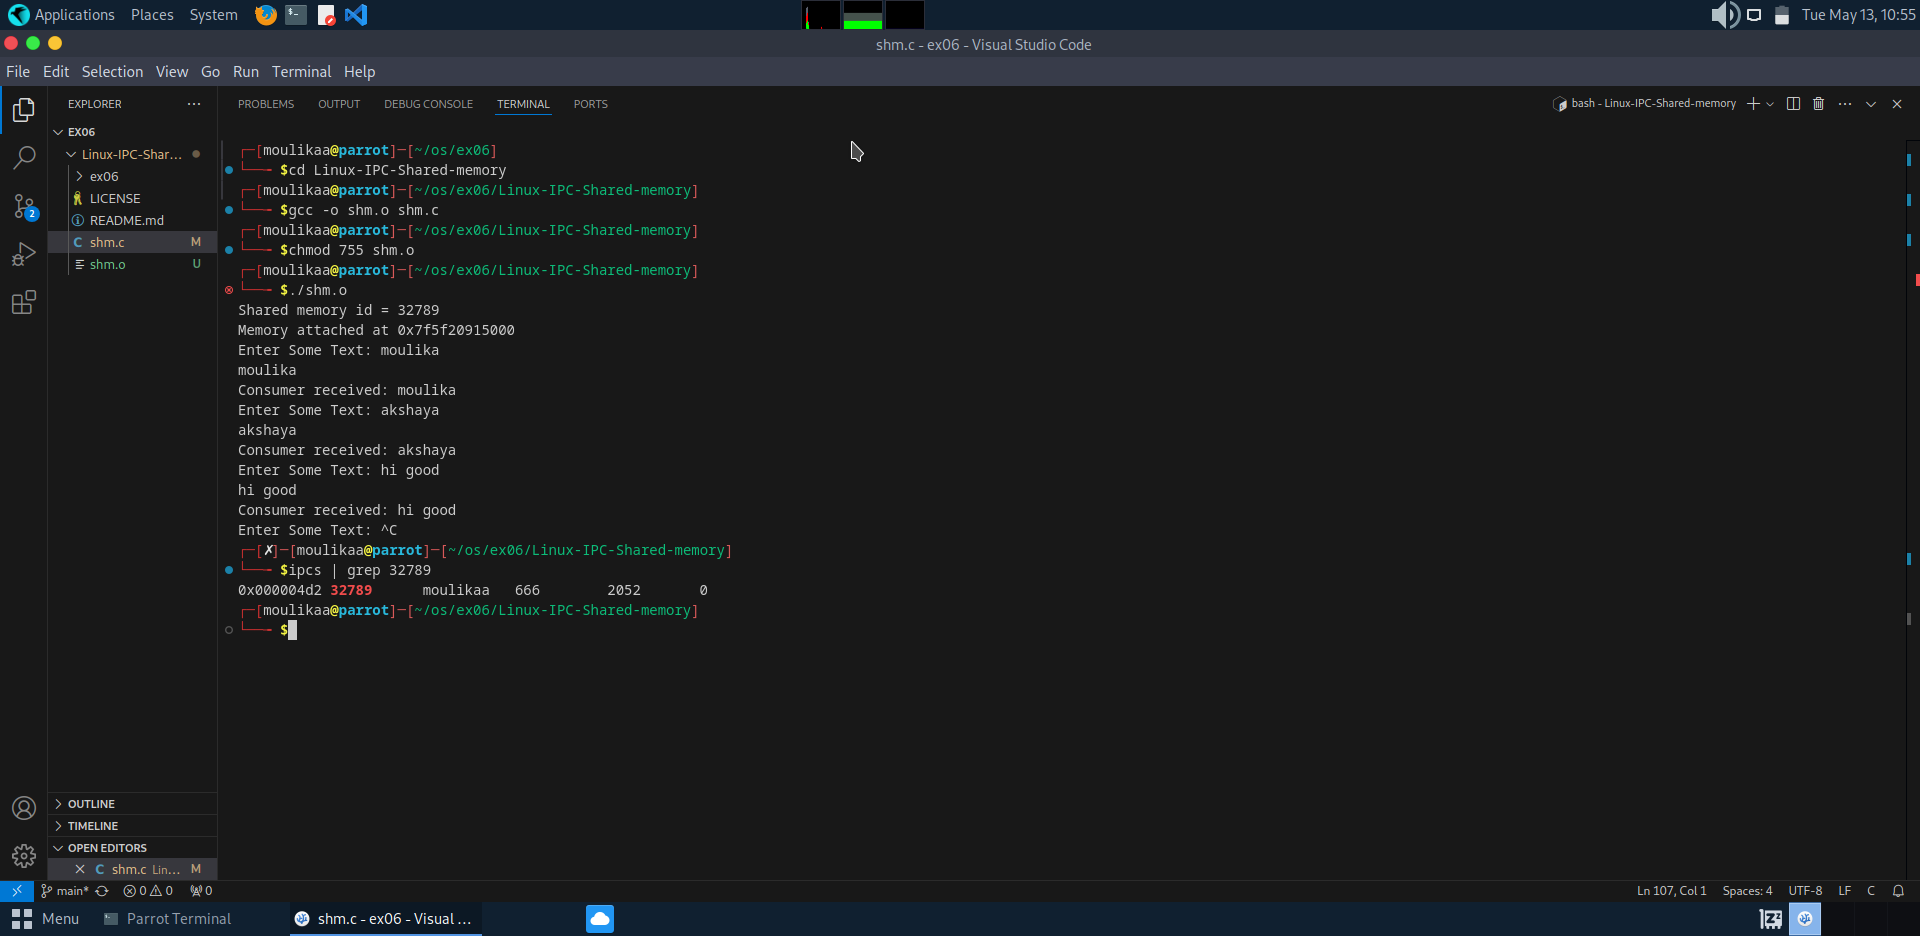 Applications Places System Tue May 13, 10:55
shm.c - ex06 - Visual Studio Code
File Edit Selection View Go Run Terminal Help
EXPLORER ···
EX06
Linux-IPC-Shar...
ex06
LICENSE
README.md
C shm.c M
shm.o U
2
OUTLINE
TIMELINE
OPEN EDITORS
C shm.c Lin... M
PROBLEMS OUTPUT DEBUG CONSOLE TERMINAL PORTS bash - Linux-IPC-Shared-memory
┌─[moulikaa@parrot]─[~/os/ex06]
└──╼ $cd Linux-IPC-Shared-memory
┌─[moulikaa@parrot]─[~/os/ex06/Linux-IPC-Shared-memory]
└──╼ $gcc -o shm.o shm.c
┌─[moulikaa@parrot]─[~/os/ex06/Linux-IPC-Shared-memory]
└──╼ $chmod 755 shm.o
┌─[moulikaa@parrot]─[~/os/ex06/Linux-IPC-Shared-memory]
└──╼ $./shm.o
Shared memory id = 32789
Memory attached at 0x7f5f20915000
Enter Some Text: moulika
moulika
Consumer received: moulika
Enter Some Text: akshaya
akshaya
Consumer received: akshaya
Enter Some Text: hi good
hi good
Consumer received: hi good
Enter Some Text: ^C
┌─[✗]─[moulikaa@parrot]─[~/os/ex06/Linux-IPC-Shared-memory]
└──╼ $ipcs | grep 32789
0x000004d2 32789 moulikaa 666 2052 0
┌─[moulikaa@parrot]─[~/os/ex06/Linux-IPC-Shared-memory]
└──╼ $
main* 0 0 0 Ln 107, Col 1 Spaces: 4 UTF-8 LF C
Menu Parrot Terminal shm.c - ex06 - Visual ...